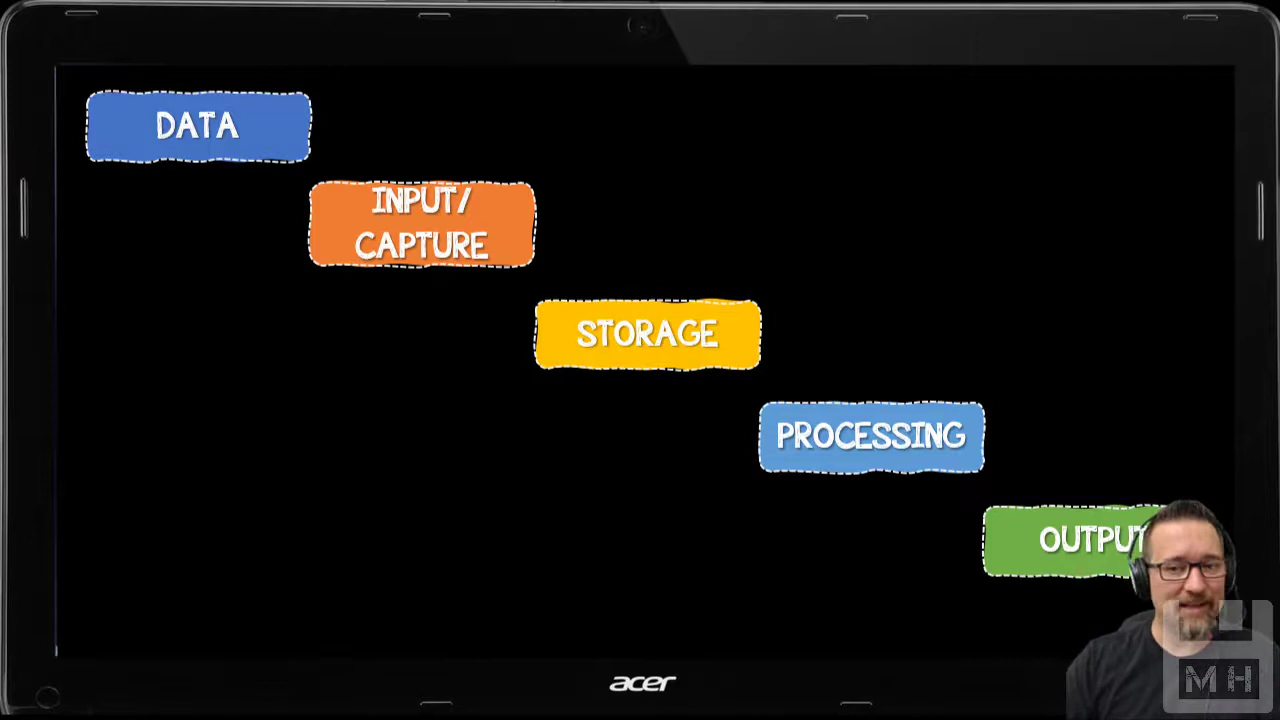 DATA
INPUT/
CAPTURE
STORAGE
PROCESSING
OUTPUT
acer
MH